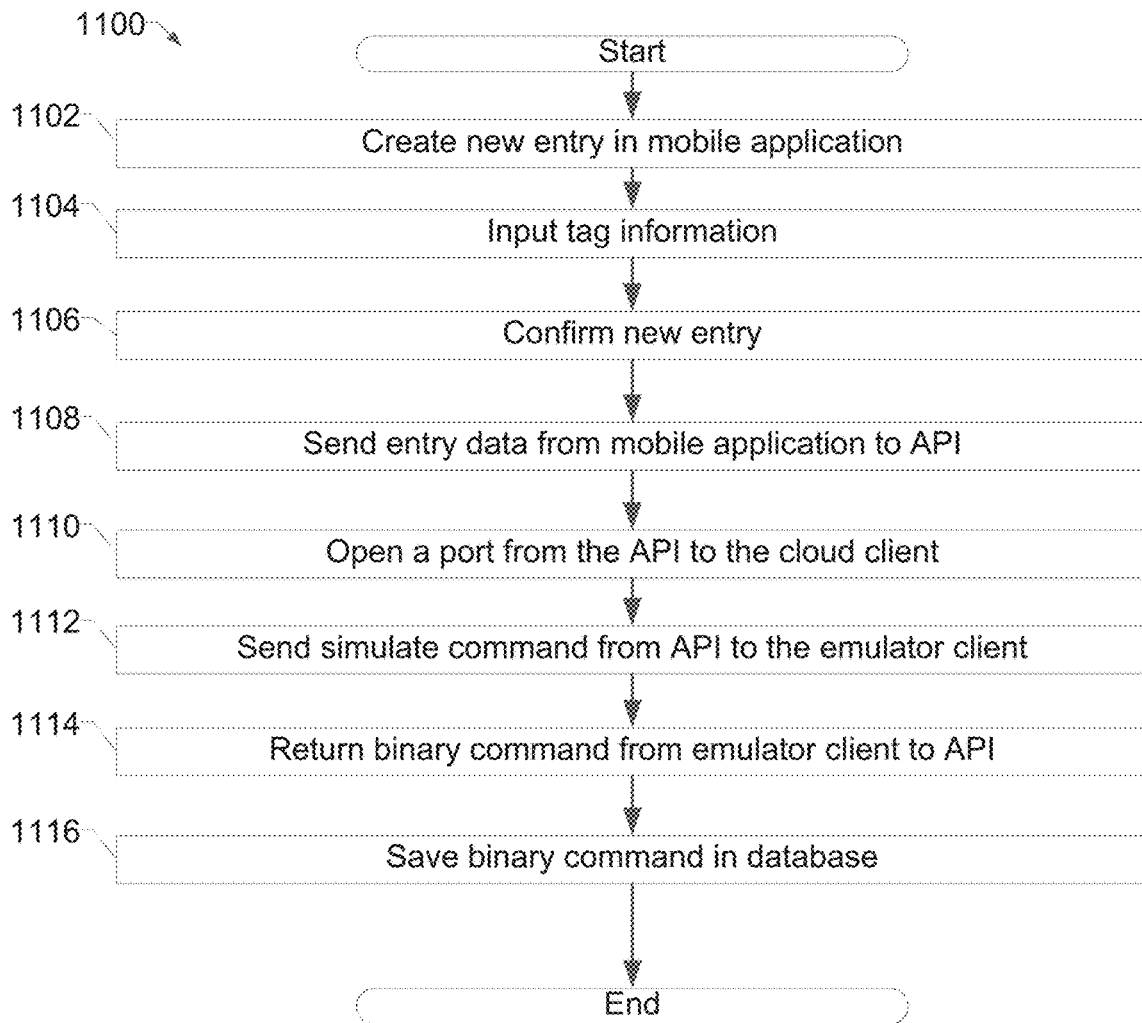 1100
Start
1102
Create new entry in mobile application
1104
Input tag information
1106
Confirm new entry
1108
Send entry data from mobile application to API
1110
Open a port from the API to the cloud client
1112
Send simulate command from API to the emulator client
1114
Return binary command from emulator client to API
1116
Save binary command in database
End